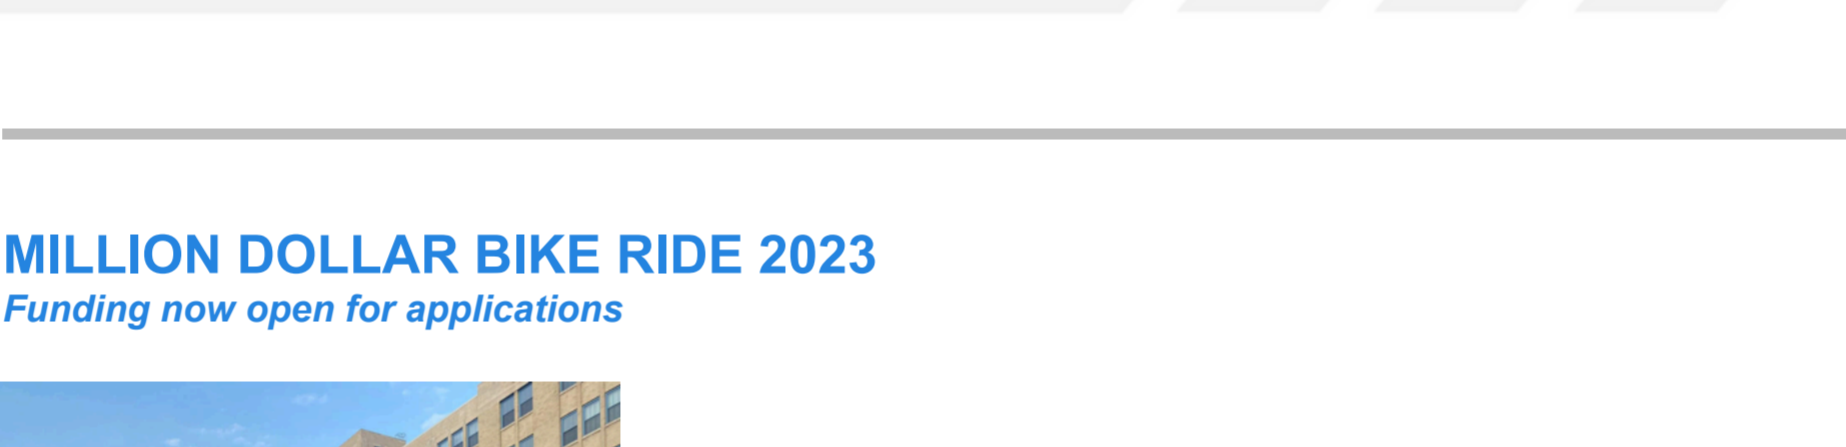 MILLION DOLLAR BIKE RIDE 2023
Funding now open for applications